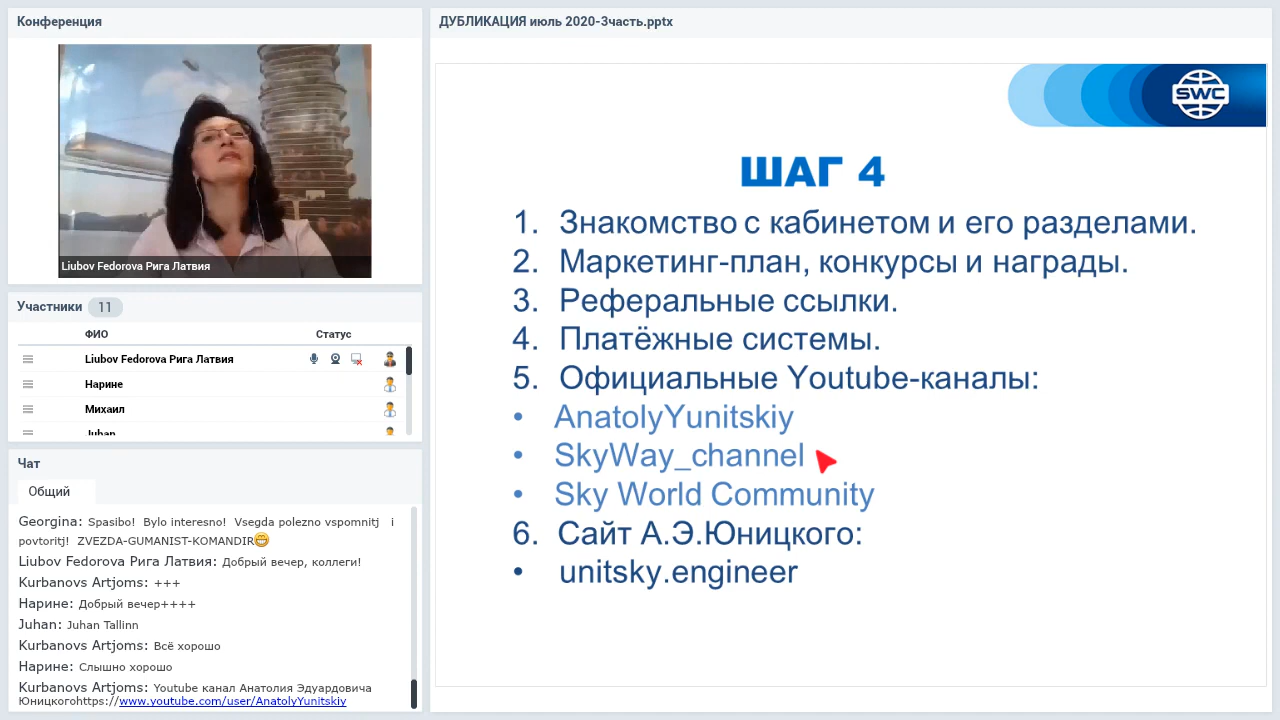 Конференция
Liubov Fedorova Рига Латвия
Участники 11
ФИО Статус
Liubov Fedorova Рига Латвия
Нарине
Михаил
Juhan
Чат
Общий
Georgina: Spasibo! Bylo interesno! Vsegda polezno vspomnitj i
povtoritj! ZVEZDA-GUMANIST-KOMANDIR
Liubov Fedorova Рига Латвия: Добрый вечер, коллеги!
Kurbanovs Artjoms: +++
Нарине: Добрый вечер++++
Juhan: Juhan Tallinn
Kurbanovs Artjoms: Всё хорошо
Нарине: Слышно хорошо
Kurbanovs Artjoms: Youtube канал Анатолия Эдуардовича
Юницкогоhttps://www.youtube.com/user/AnatolyYunitskiy
ДУБЛИКАЦИЯ июль 2020-3часть.pptx
SWC
ШАГ 4
1. Знакомство с кабинетом и его разделами.
2. Маркетинг-план, конкурсы и награды.
3. Реферальные ссылки.
4. Платёжные системы.
5. Официальные Youtube-каналы:
• AnatolyYunitskiy
• SkyWay_channel
• Sky World Community
6. Сайт А.Э.Юницкого:
• unitsky.engineer